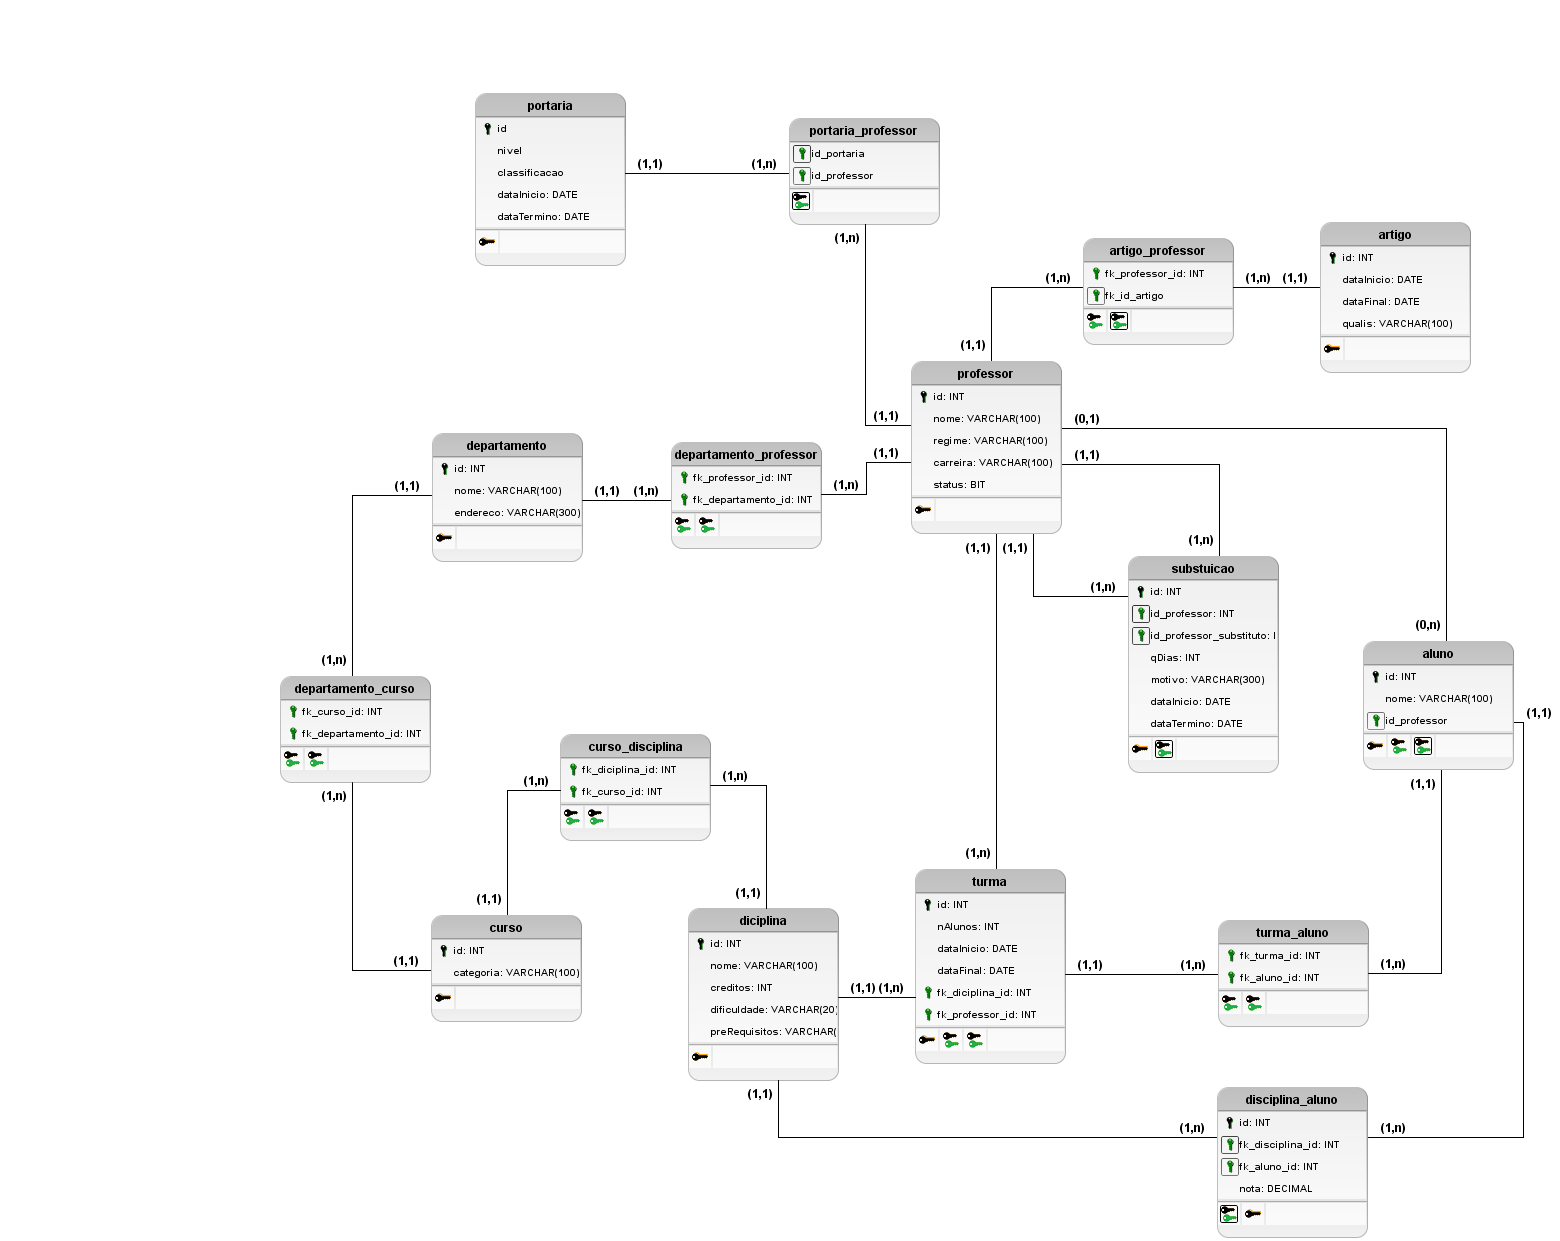 portaria
id
nivel
classificacao
dataInicio: DATE
dataTermino: DATE
(1,1)
(1,n)
portaria_professor
id_portaria
id_professor
(1,n)
artigo_professor
fk_professor_id: INT
fk_id_artigo
(1,n)
(1,n)
(1,1)
artigo
id: INT
dataInicio: DATE
dataFinal: DATE
qualis: VARCHAR(100)
(1,1)
professor
id: INT
nome: VARCHAR(100)
regime: VARCHAR(100)
carreira: VARCHAR(100)
status: BIT
(1,1)
(1,1)
(0,1)
(1,1)
(1,1)
(1,1)
departamento
id: INT
nome: VARCHAR(100)
endereco: VARCHAR(300)
(1,1)
(1,1)
(1,n)
departamento_professor
fk_professor_id: INT
fk_departamento_id: INT
(1,n)
(1,n)
(1,n)
substuicao
id: INT
id_professor: INT
id_professor_substituto: I
qDias: INT
motivo: VARCHAR(300)
dataInicio: DATE
dataTermino: DATE
(0,n)
aluno
id: INT
nome: VARCHAR(100)
id_professor
(1,1)
(1,1)
(1,n)
departamento_curso
fk_curso_id: INT
fk_departamento_id: INT
(1,n)
curso_disciplina
fk_diciplina_id: INT
fk_curso_id: INT
(1,n)
(1,n)
(1,1)
(1,1)
(1,1)
curso
id: INT
categoria: VARCHAR(100)
diciplina
id: INT
nome: VARCHAR(100)
creditos: INT
dificuldade: VARCHAR(20)
preRequisitos: VARCHAR(
(1,1)
(1,n)
(1,n)
turma
id: INT
nAlunos: INT
dataInicio: DATE
dataFinal: DATE
fk_diciplina_id: INT
fk_professor_id: INT
(1,1)
(1,n)
turma_aluno
fk_turma_id: INT
fk_aluno_id: INT
(1,n)
(1,1)
(1,n)
disciplina_aluno
id: INT
fk_disciplina_id: INT
fk_aluno_id: INT
nota: DECIMAL
(1,n)